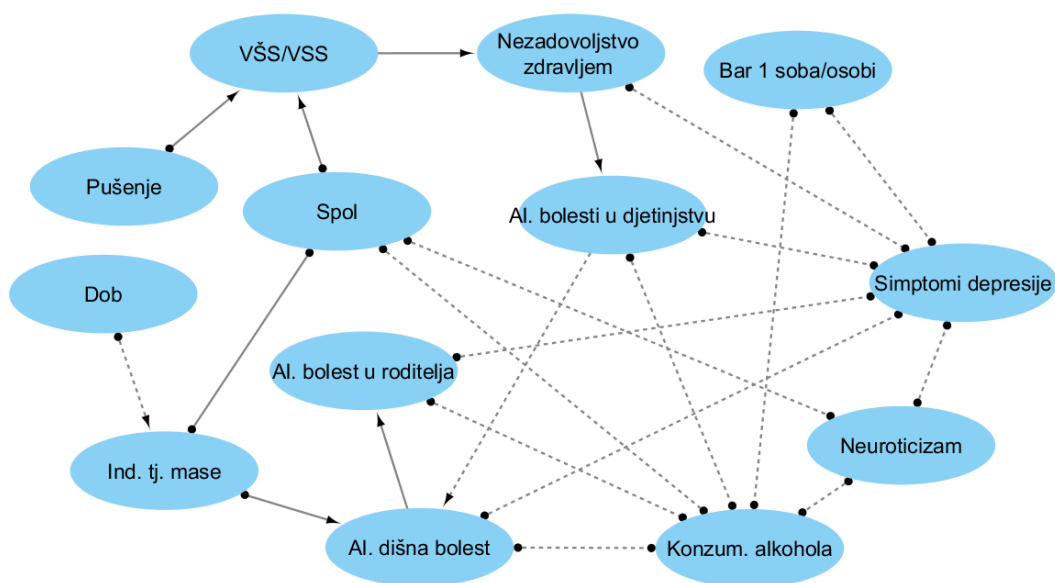 VŠS/VSS
Nezadovoljstvo
zdravljem
Bar 1 soba/osobi
Pušenje
Spol
Al. bolesti u djetinjstvu
Dob
Simptomi depresije
Al. bolest u roditelja
Neuroticizam
Ind. tj. mase
Al. dišna bolest
Konzum. alkohola